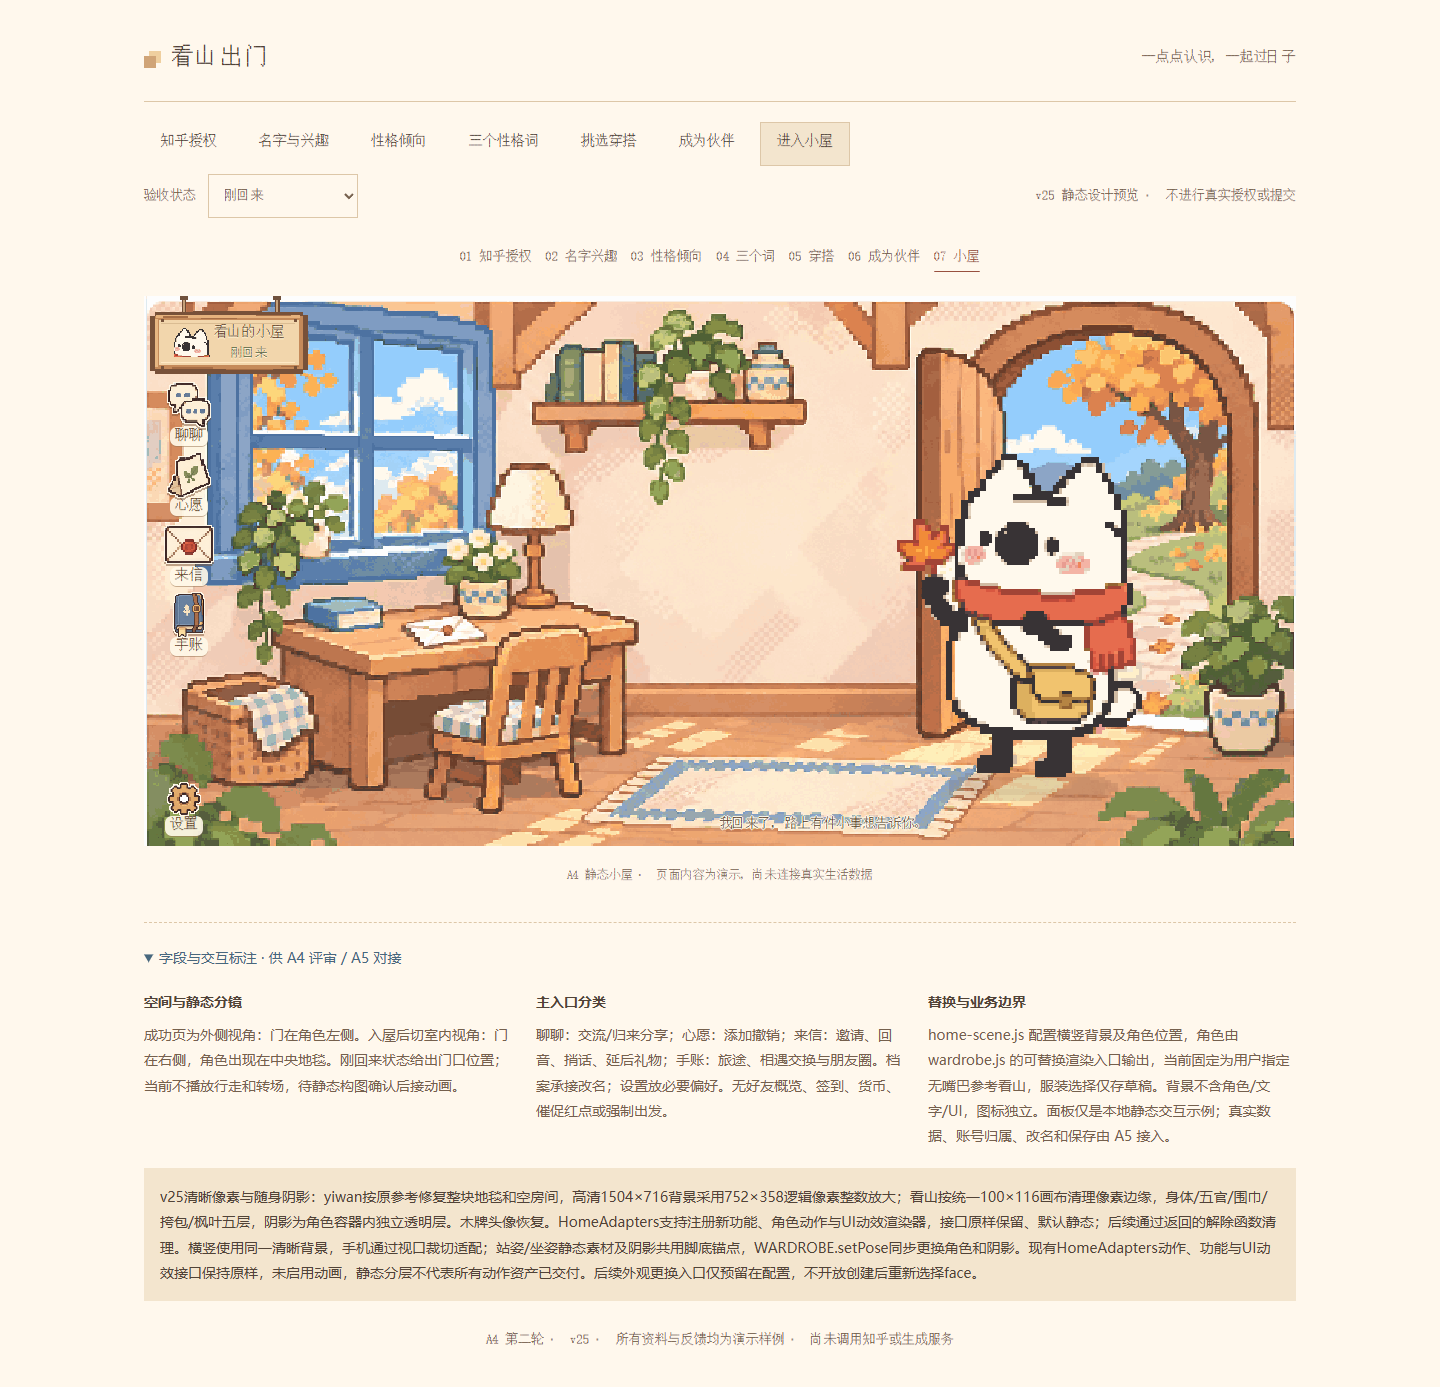 看山出门
一点点认识，一起过日子
知乎授权 名字与兴趣 性格倾向 三个性格词 挑选穿搭 成为伙伴 进入小屋
验收状态 刚回来
v25 静态设计预览 · 不进行真实授权或提交
01 知乎授权 02 名字兴趣 03 性格倾向 04 三个词 05 穿搭 06 成为伙伴 07 小屋
看山的小屋
刚回来
聊聊
心愿
来信
手账
设置
我回来了，路上有件小事想告诉你。
A4 静态小屋 · 页面内容为演示，尚未连接真实生活数据
▼ 字段与交互标注 · 供 A4 评审 / A5 对接
空间与静态分镜
成功页为外侧视角：门在角色左侧。入屋后切室内视角：门
在右侧，角色出现在中央地毯。刚回来状态给出门口位置；
当前不播放行走和转场，待静态构图确认后接动画。
主入口分类
聊聊：交流/归来分享；心愿：添加撤销；来信：邀请、回
音、捎话、延后礼物；手账：旅途、相遇交换与朋友圈。档
案承接改名；设置放必要偏好。无好友概览、签到、货币、
催促红点或强制出发。
替换与业务边界
home-scene.js 配置横竖背景及角色位置，角色由
wardrobe.js 的可替换渲染入口输出，当前固定为用户指定
无嘴巴参考看山，服装选择仅存草稿。背景不含角色/文
字/UI，图标独立。面板仅是本地静态交互示例；真实数
据、账号归属、改名和保存由 A5 接入。
v25清晰像素与随身阴影：yiwan按原参考修复整块地毯和空房间，高清1504×716背景采用752×358逻辑像素整数放大；看山按统一100×116画布清理像素边缘，身体/五官/围巾/
挎包/枫叶五层，阴影为角色容器内独立透明层。木牌头像恢复。HomeAdapters支持注册新功能、角色动作与UI动效渲染器，接口原样保留、默认静态；后续通过返回的解除函数清
理。横竖使用同一清晰背景，手机通过视口裁切适配；站姿/坐姿静态素材及阴影共用脚底锚点，WARDROBE.setPose同步更换角色和阴影。现有HomeAdapters动作、功能与UI动
效接口保持原样，未启用动画，静态分层不代表所有动作资产已交付。后续外观更换入口仅预留在配置，不开放创建后重新选择face。
A4 第二轮 · v25 · 所有资料与反馈均为演示样例 · 尚未调用知乎或生成服务